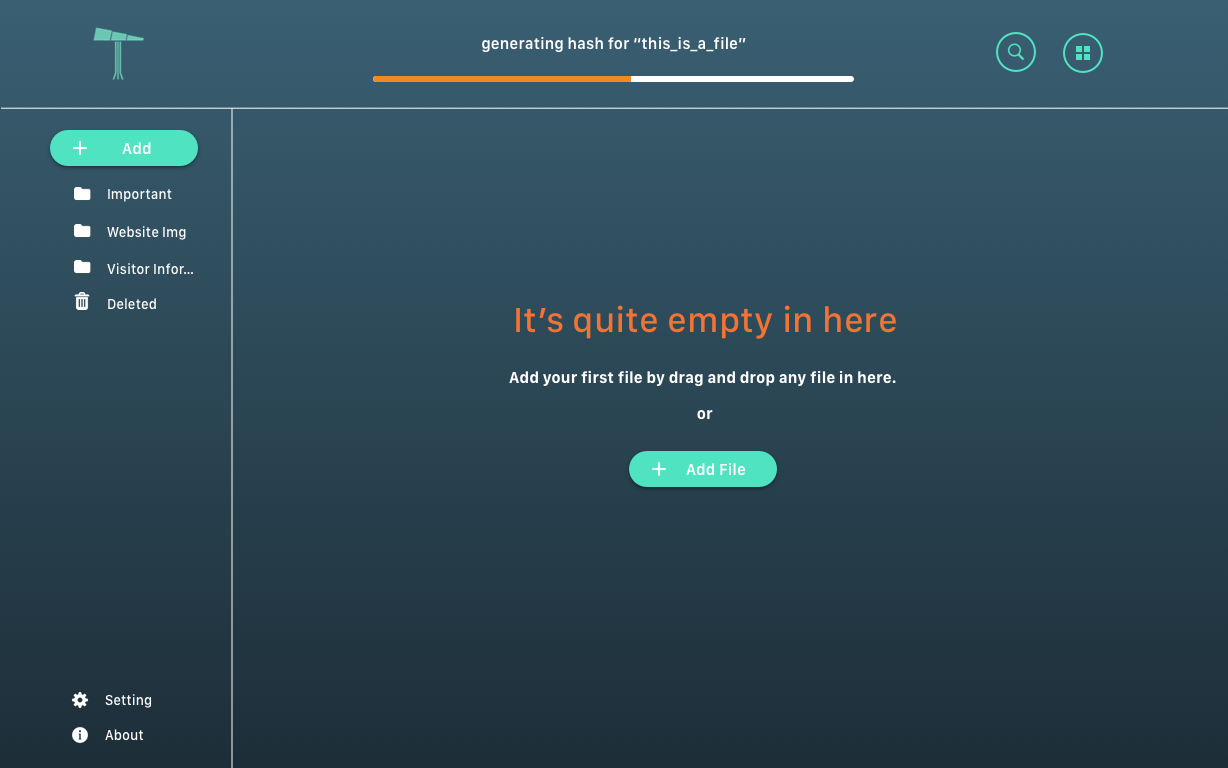 generating hash for “this_is_a_file”
Add
Important
Website Img
Visitor Infor...
Deleted
It’s quite empty in here
Add your first file by drag and drop any file in here.
or
Add File
Setting
About